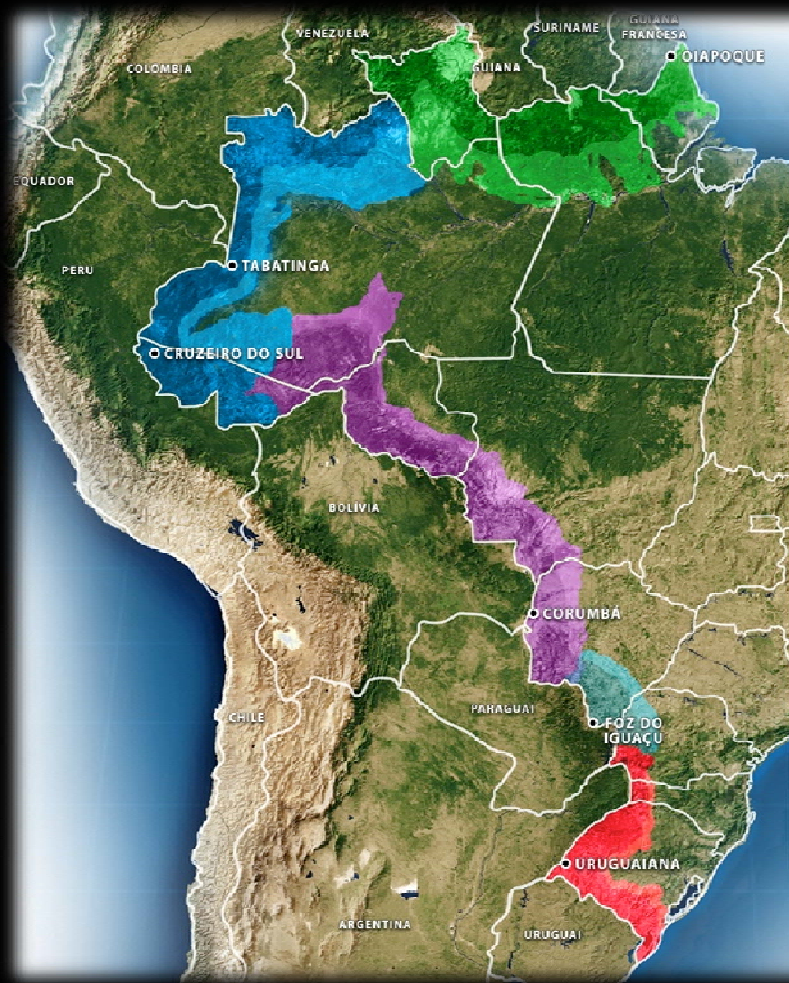 VENEZUELA
SURINAME
GUIANA
FRANCESA
OIAPOQUE
COLOMBIA
GUIANA
EQUADOR
TABATINGA
PERU
CRUZEIRO DO SUL
BOLÍVIA
CORUMBÁ
CHILE
PARAGUAI
FOZ DO
IGUAÇU
URUGUAIANA
ARGENTINA
URUGUAI